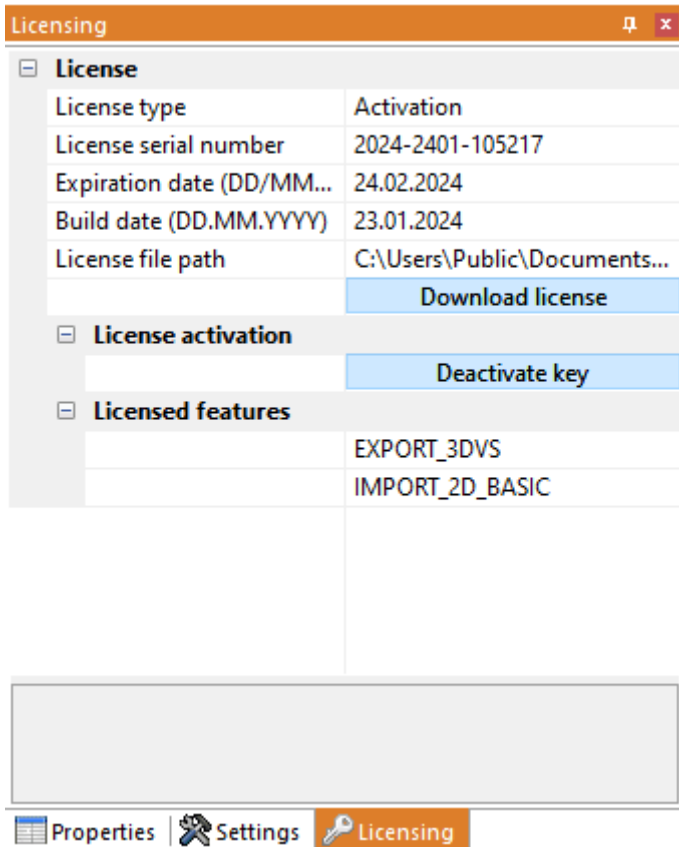 Licensing
License
License type Activation
License serial number 2024-2401-105217
Expiration date (DD/MM... 24.02.2024
Build date (DD.MM.YYYY) 23.01.2024
License file path C:\Users\Public\Documents...
Download license
License activation
Deactivate key
Licensed features
EXPORT_3DVS
IMPORT_2D_BASIC
Properties Settings Licensing